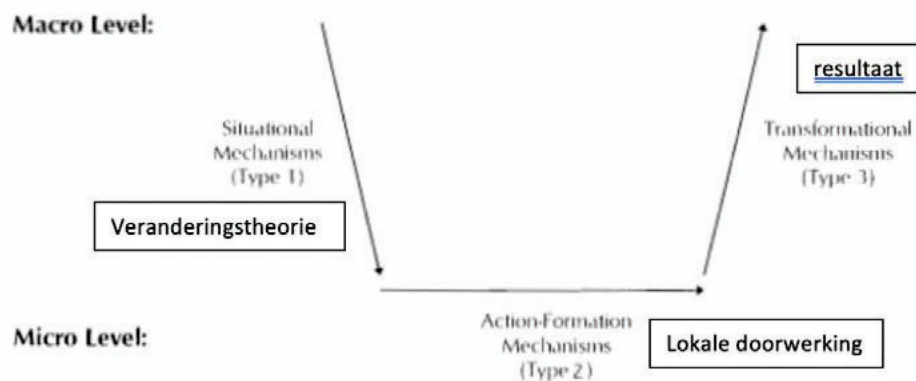 Macro Level:
resultaat
Situational
Mechanisms
(Type 1)
Transformational
Mechanisms
(Type 3)
Veranderingstheorie
Micro Level:
Action-Formation
Mechanisms
(Type 2)
Lokale doorwerking